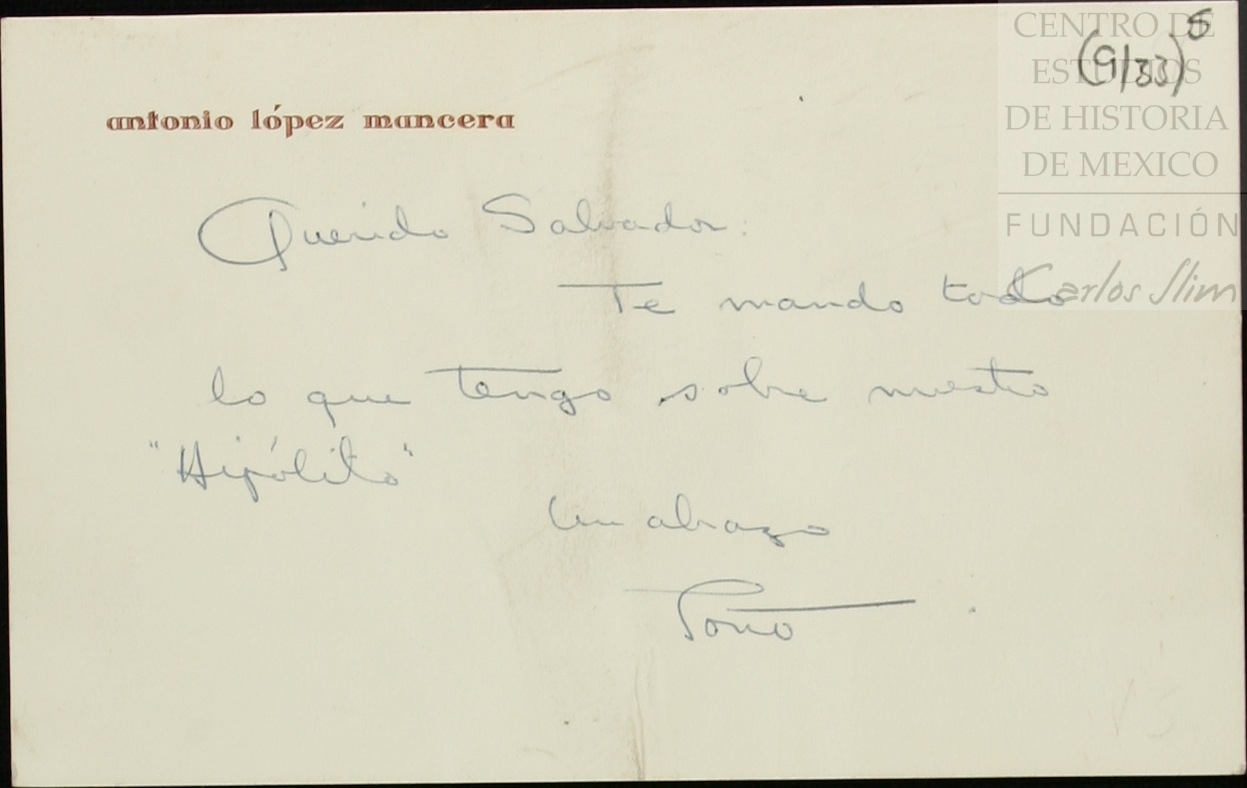 CENTRO DE
ESTUDIOS
DE HISTORIA
DE MEXICO
FUNDACIÓN
Carlos Slim
(9/33) 5
antonio lópez mancera
Querido Salvador:
Te mando todo
lo que tengo sobre nuestro
"Hipólito"
Un abrazo
Toño